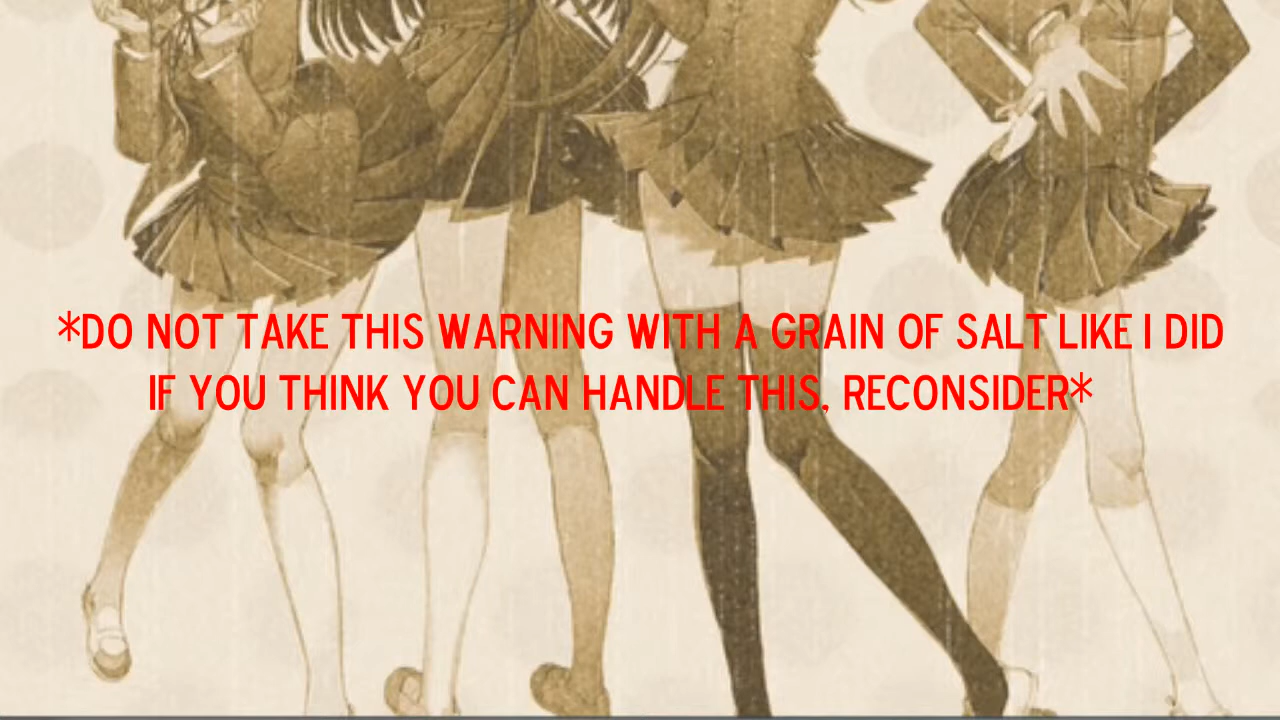 *DO NOT TAKE THIS WARNING WITH A GRAIN OF SALT LIKE I DID
IF YOU THINK YOU CAN HANDLE THIS, RECONSIDER*